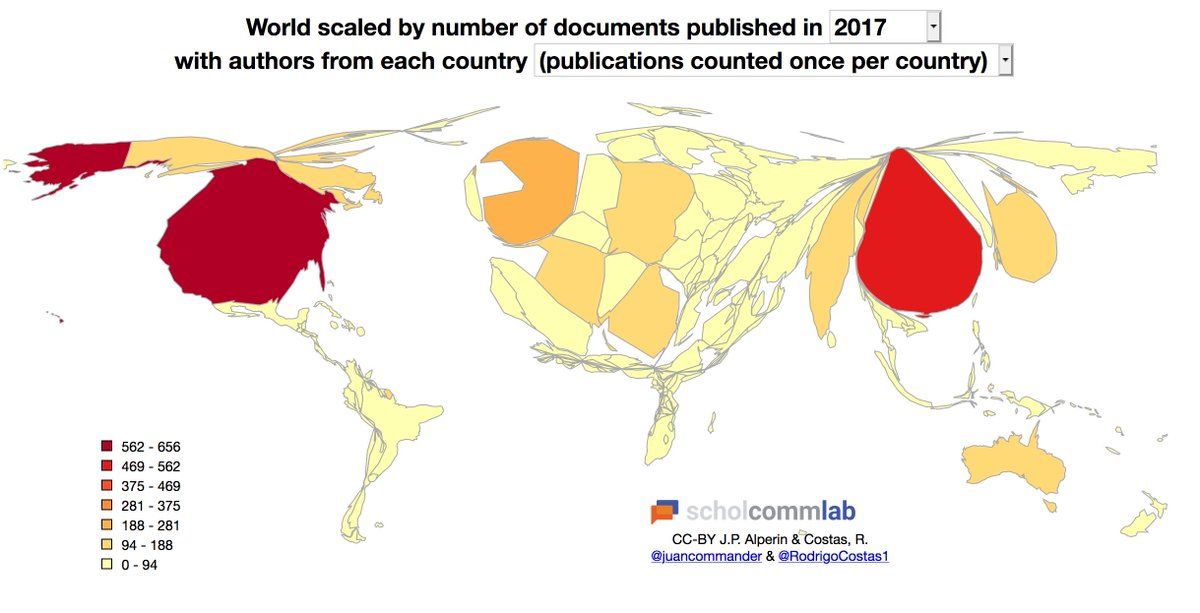 World scaled by number of documents published in 2017
with authors from each country (publications counted once per country)
562 - 656
469 - 562
375 - 469
281 - 375
188 - 281
94 - 188
0 - 94
scholcommlab
CC-BY J.P. Alperin & Costas, R.
@juancommander & @RodrigoCostas1